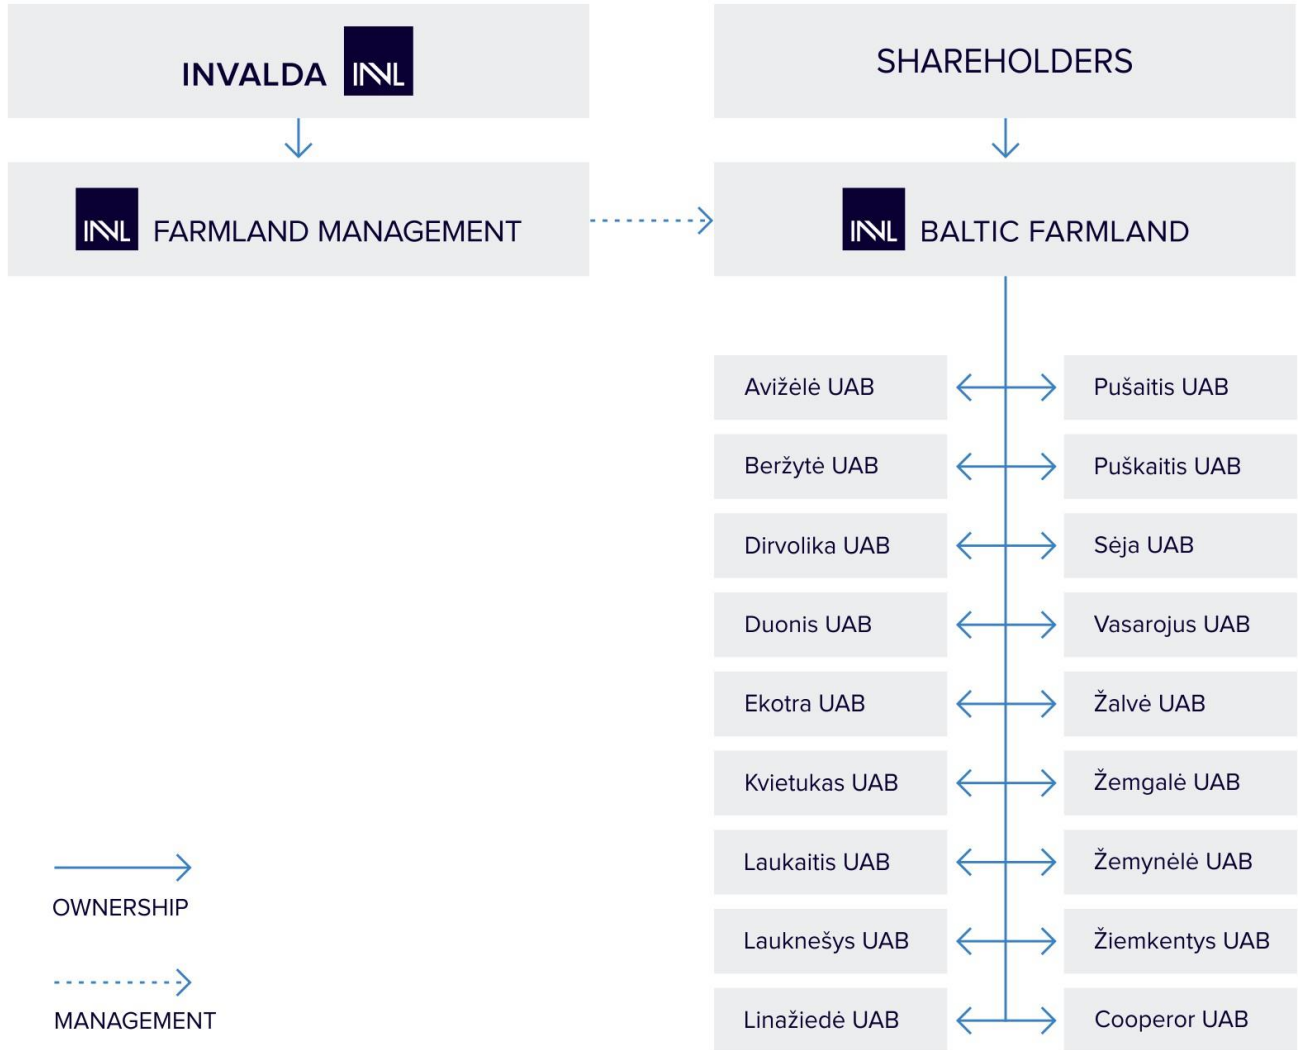 INVALDA INVL
SHAREHOLDERS
INVL FARMLAND MANAGEMENT
INVL BALTIC FARMLAND
Avižėlė UAB
Pušaitis UAB
Beržytė UAB
Puškaitis UAB
Dirvolika UAB
Sėja UAB
Duonis UAB
Vasarojus UAB
Ekotra UAB
Žalvė UAB
Kvietukas UAB
Žemgalė UAB
Laukaitis UAB
Žemynėlė UAB
Lauknešys UAB
Žiemkentys UAB
Linažiedė UAB
Cooperor UAB
OWNERSHIP
MANAGEMENT